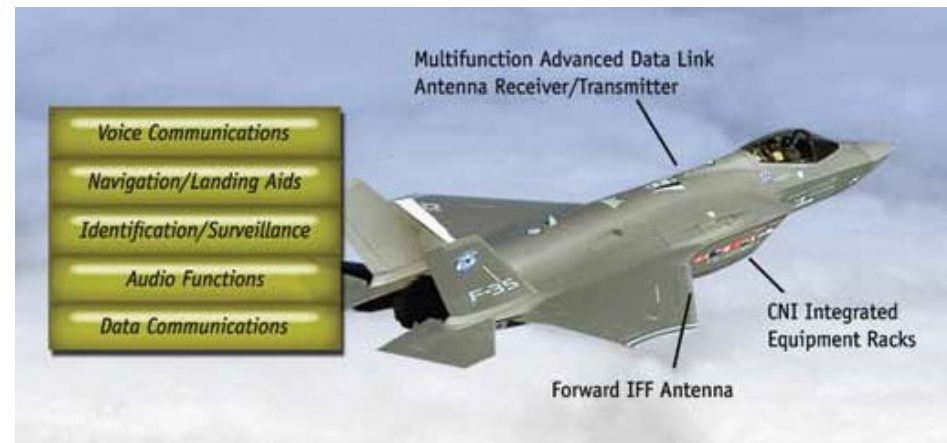 Multifunction Advanced Data Link
Antenna Receiver/Transmitter
Voice Communications
Navigation/Landing Aids
Identification/Surveillance
Audio Functions
Data Communications
F-35
CNI Integrated
Equipment Racks
Forward IFF Antenna